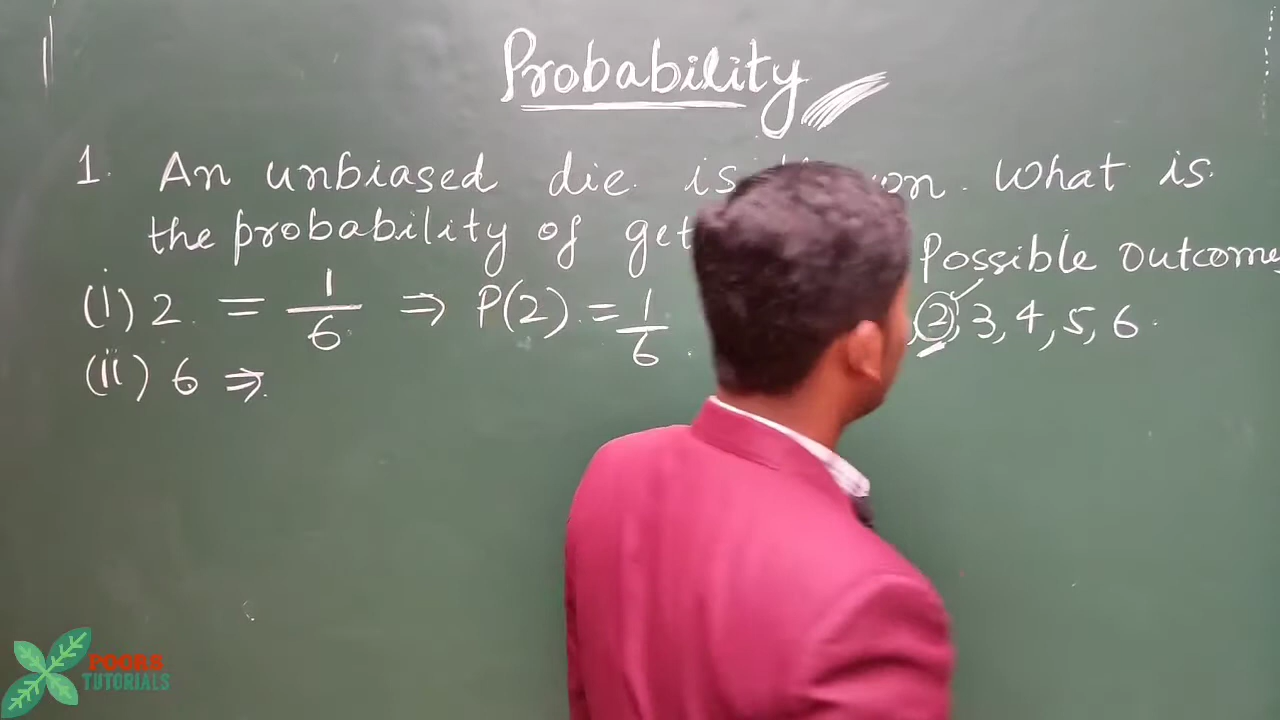 Probability
1. An unbiased die is What is
the probability of get
Possible Outcome
(i) 2 = 1/6 ⇒ P(2) = 1/6
2, 3, 4, 5, 6.
(ii) 6 ⇒
POORS
TUTORIALS